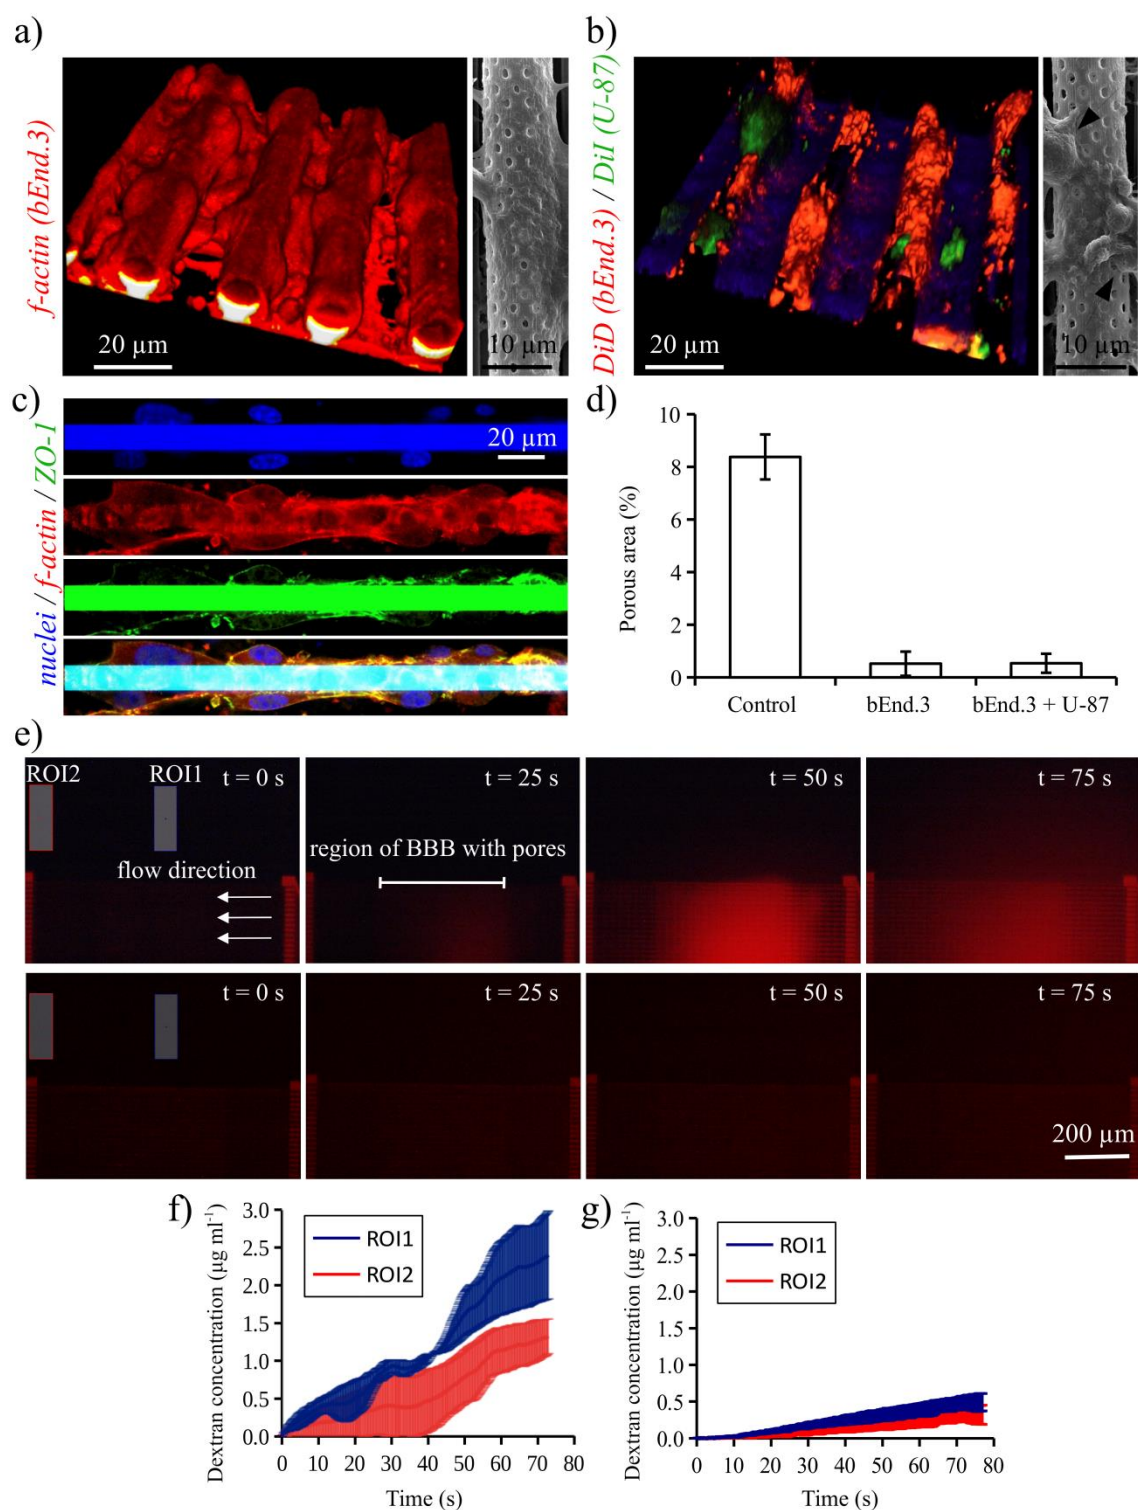 a)
f-actin (bEnd.3)
20 µm
10 µm
b)
DiD (bEnd.3) / DiI (U-87)
20 µm
10 µm
c)
nuclei / f-actin / ZO-1
20 µm
d)
Porous area (%)
10
8
6
4
2
0
Control
bEnd.3
bEnd.3 + U-87
e)
ROI2
ROI1
t = 0 s
flow direction
t = 25 s
region of BBB with pores
t = 50 s
t = 75 s
t = 0 s
t = 25 s
t = 50 s
t = 75 s
200 µm
f)
Dextran concentration (µg ml⁻¹)
3.0
2.5
2.0
1.5
1.0
0.5
0.0
ROI1
ROI2
0 10 20 30 40 50 60 70 80
Time (s)
g)
Dextran concentration (µg ml⁻¹)
3.0
2.5
2.0
1.5
1.0
0.5
0.0
ROI1
ROI2
0 10 20 30 40 50 60 70 80
Time (s)